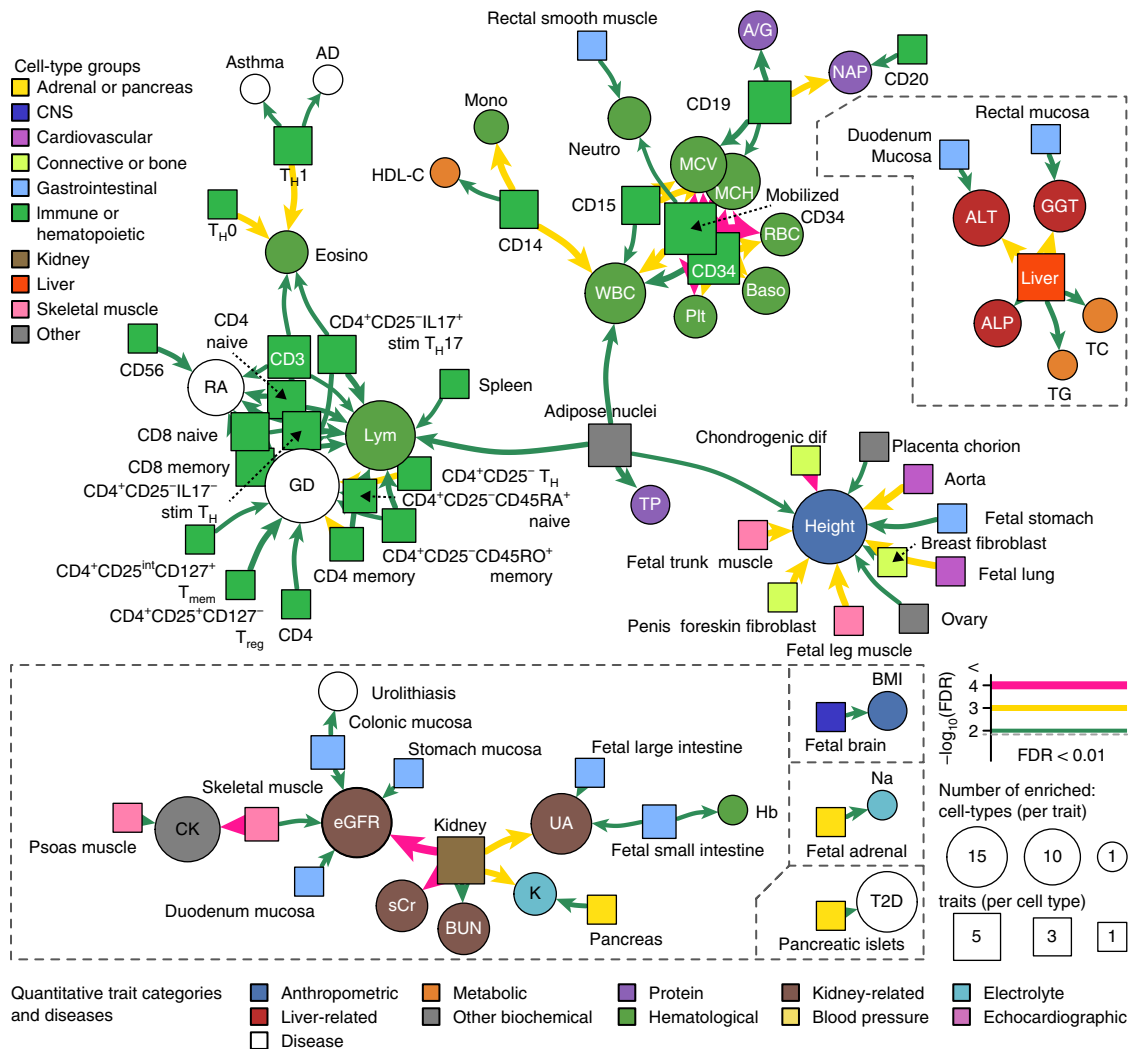 Rectal smooth muscle
A/G
NAP
CD20
AD
Asthma
Cell-type groups
Adrenal or pancreas
CNS
Cardiovascular
Connective or bone
Gastrointestinal
Immune or
hematopoietic
Kidney
Liver
Skeletal muscle
Other
Mono
CD19
Neutro
Rectal mucosa
Duodenum
Mucosa
HDL-C
T_H1
MCV
MCH
Mobilized
CD34
CD15
ALT
GGT
T_H0
CD14
Eosino
RBC
CD34
WBC
Baso
Plt
Liver
ALP
TC
TG
CD4
naive
CD4⁺CD25⁻IL17⁺
stim T_H17
CD3
CD56
RA
Spleen
CD8 naive
Lym
Adipose nuclei
CD8 memory
CD4⁺CD25⁻IL17⁻
stim T_H
GD
CD4⁺CD25⁻ T_H
CD4⁺CD25⁻CD45RA⁺
naive
TP
Chondrogenic dif
Placenta chorion
Aorta
Height
Fetal stomach
Breast fibroblast
Fetal trunk muscle
Fetal lung
CD4⁺CD25⁻CD45RO⁺
memory
CD4 memory
CD4⁺CD25ⁱⁿᵗCD127⁺
T_mem
CD4⁺CD25⁺CD127⁻
T_reg
CD4
Penis foreskin fibroblast
Ovary
Fetal leg muscle
Urolithiasis
Colonic mucosa
Stomach mucosa
Fetal large intestine
Skeletal muscle
CK
eGFR
Kidney
UA
Hb
Psoas muscle
Fetal small intestine
Duodenum mucosa
sCr
BUN
K
Pancreas
BMI
Fetal brain
Na
Fetal adrenal
T2D
Pancreatic islets
<
4
3
2
−log₁₀(FDR)
FDR < 0.01
Number of enriched:
cell-types (per trait)
15
10
1
traits (per cell type)
5
3
1
Quantitative trait categories
and diseases
Anthropometric
Metabolic
Protein
Kidney-related
Electrolyte
Liver-related
Other biochemical
Hematological
Blood pressure
Echocardiographic
Disease